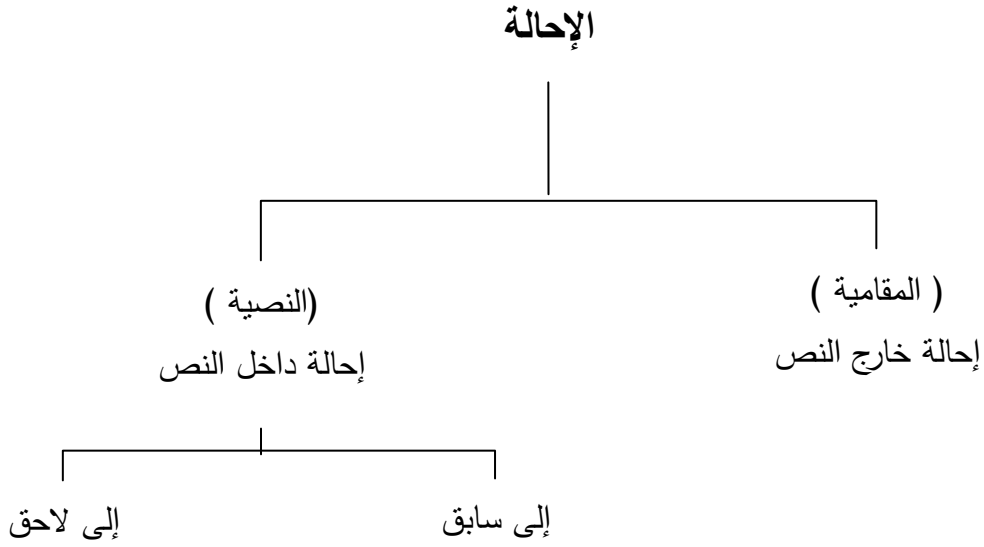 الإحالة
( المقامية )
إحالة خارج النص
(النصية )
إحالة داخل النص
إلى سابق
إلى لاحق